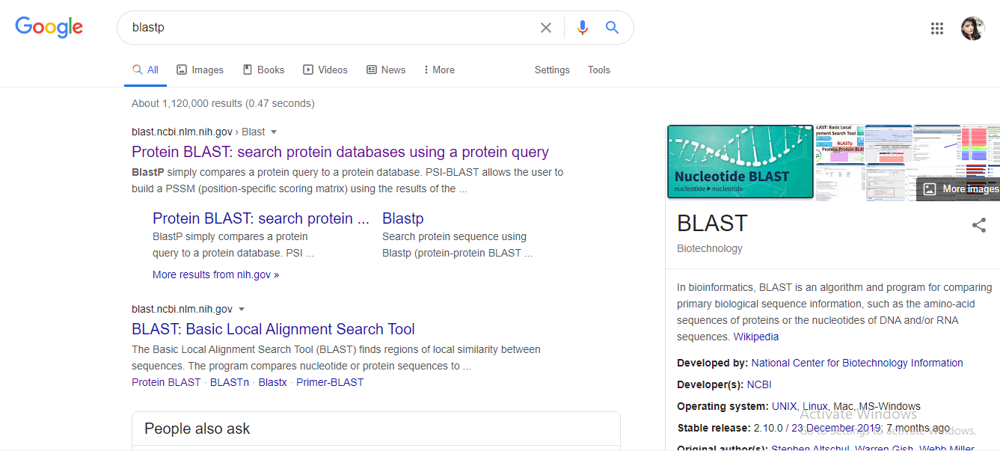 Google
blastp
All
Images
Books
Videos
News
More
Settings
Tools
About 1,120,000 results (0.47 seconds)
blast.ncbi.nlm.nih.gov › Blast
Protein BLAST: search protein databases using a protein query
BlastP simply compares a protein query to a protein database. PSI-BLAST allows the user to
build a PSSM (position-specific scoring matrix) using the results of the ...
Protein BLAST: search protein ...
BlastP simply compares a protein
query to a protein database. PSI ...
Blastp
Search protein sequence using
Blastp (protein-protein BLAST ...
More results from nih.gov »
blast.ncbi.nlm.nih.gov
BLAST: Basic Local Alignment Search Tool
The Basic Local Alignment Search Tool (BLAST) finds regions of local similarity between
sequences. The program compares nucleotide or protein sequences to ...
Protein BLAST · BLASTn · Blastx · Primer-BLAST
People also ask
Nucleotide BLAST
nucleotide ▸ nucleotide
LAST: Basic Local
gnment Search Tool
BLASTp
Protein-Protein BLAST
More images
BLAST
Biotechnology
In bioinformatics, BLAST is an algorithm and program for comparing
primary biological sequence information, such as the amino-acid
sequences of proteins or the nucleotides of DNA and/or RNA
sequences. Wikipedia
Developed by: National Center for Biotechnology Information
Developer(s): NCBI
Operating system: UNIX, Linux, Mac, MS-Windows
Stable release: 2.10.0 / 23 December 2019; 7 months ago
Original author(s): Stephen Altschul, Warren Gish, Webb Miller,
Activate Windows
Go to Settings to activate Windows.